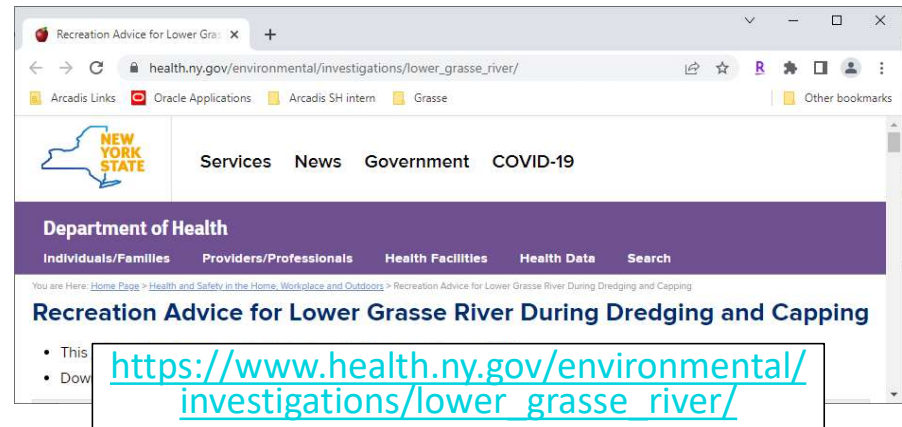 Recreation Advice for Lower Gra
health.ny.gov/environmental/investigations/lower_grasse_river/
R
Arcadis Links Oracle Applications Arcadis SH intern Grasse Other bookmarks
NEW
YORK
STATE
Services News Government COVID-19
Department of Health
Individuals/Families Providers/Professionals Health Facilities Health Data Search
You are Here: Home Page > Health and Safety in the Home, Workplace and Outdoors > Recreation Advice for Lower Grasse River During Dredging and Capping
Recreation Advice for Lower Grasse River During Dredging and Capping
• This
• Dow
https://www.health.ny.gov/environmental/
investigations/lower_grasse_river/